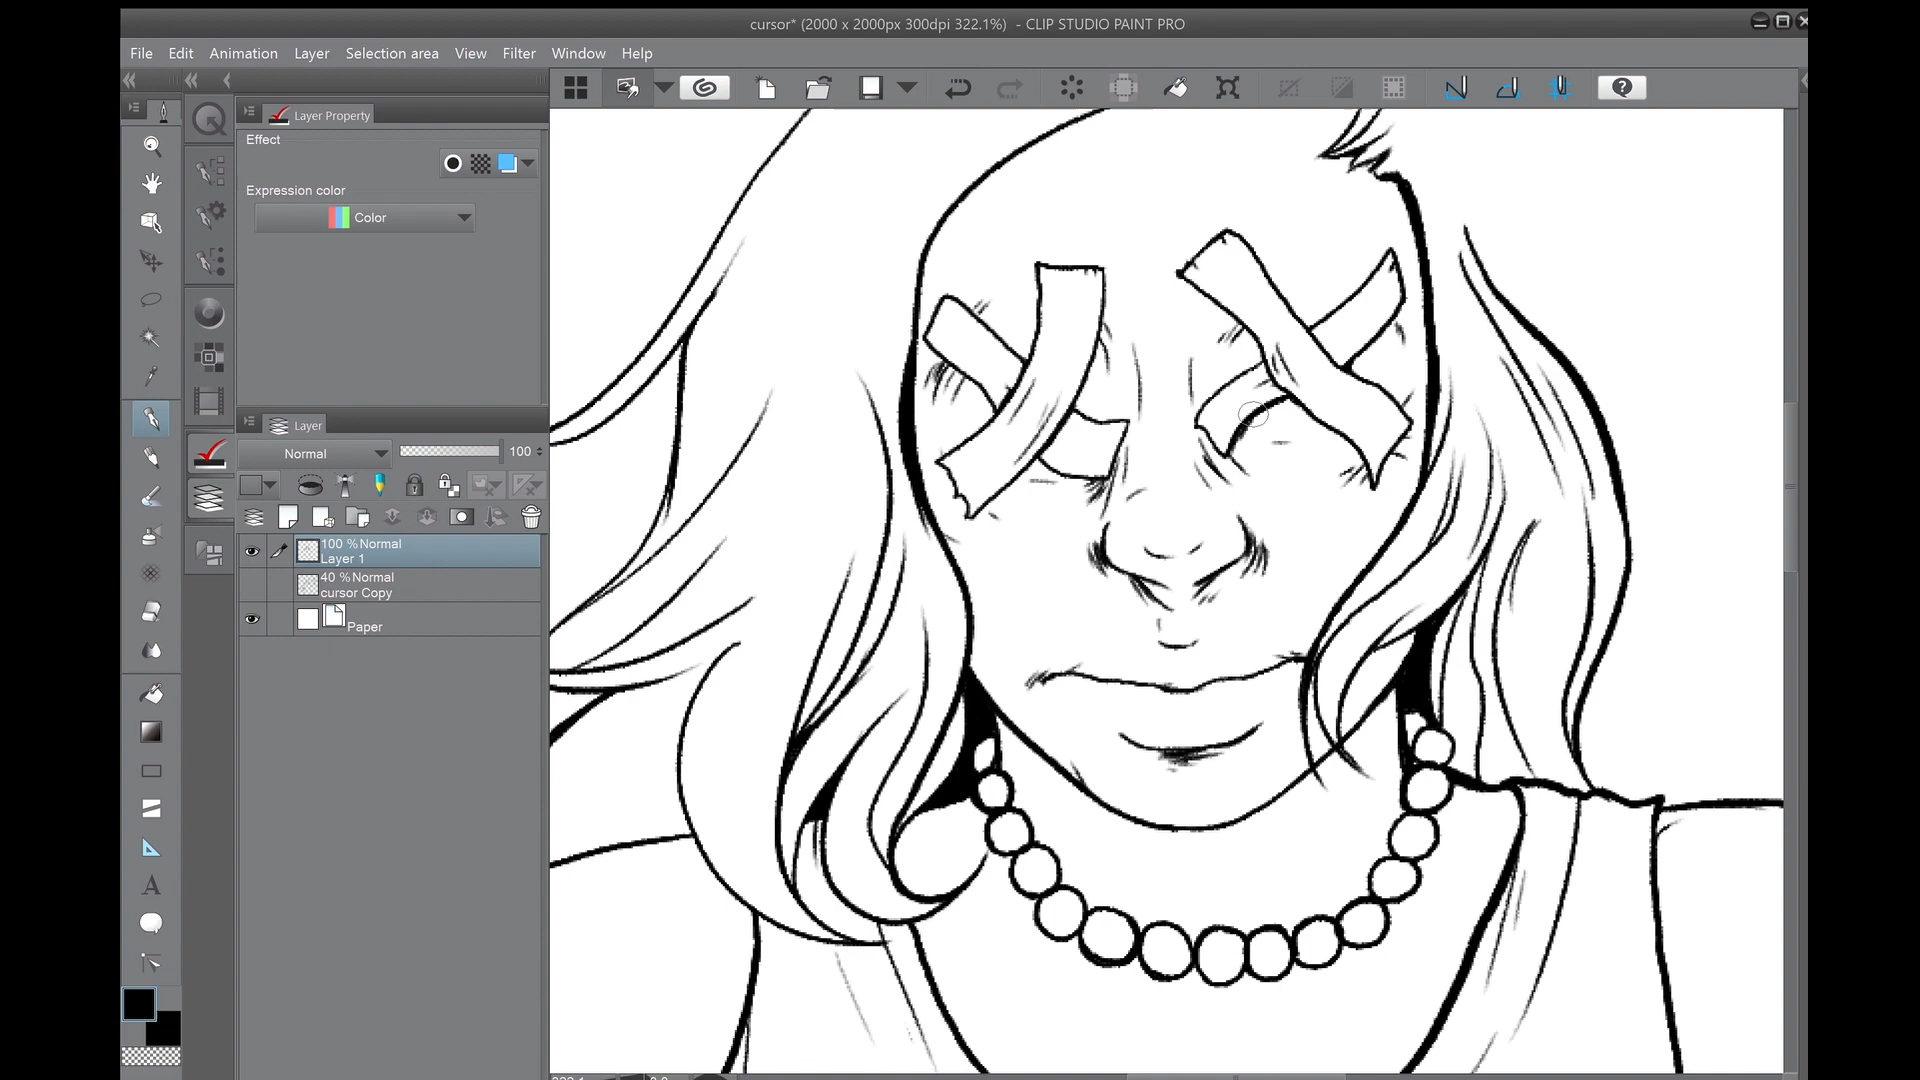 cursor* (2000 x 2000px 300dpi 322.1%) - CLIP STUDIO PAINT PRO
File Edit Animation Layer Selection area View Filter Window Help
Layer Property
Effect
Expression color
Color
Layer
Normal 100
100 %Normal
Layer 1
40 %Normal
cursor Copy
Paper